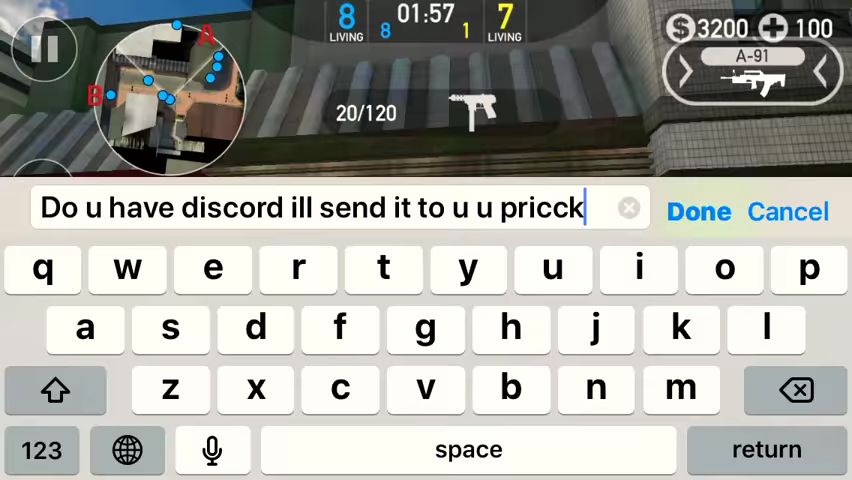 8 LIVING 01:57 7 LIVING
8 1
$ 3200 100
A-91
A
B
20/120
Do u have discord ill send it to u u pricck
Done Cancel
q w e r t y u i o p
a s d f g h j k l
z x c v b n m
123 space return